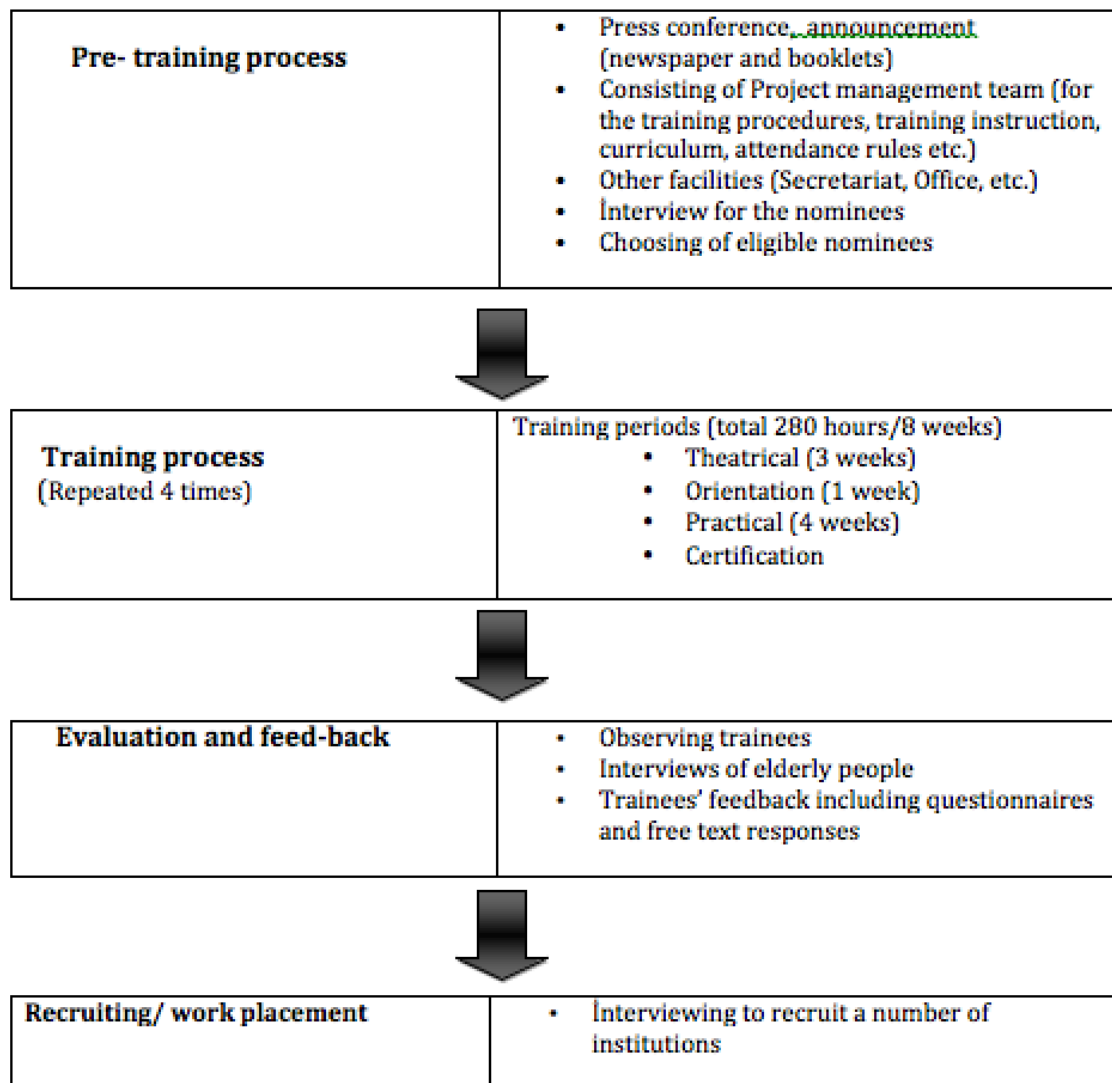 Pre- training process
• Press conference, announcement
(newspaper and booklets)
• Consisting of Project management team (for
the training procedures, training instruction,
curriculum, attendance rules etc.)
• Other facilities (Secretariat, Office, etc.)
• İnterview for the nominees
• Choosing of eligible nominees
Training process
(Repeated 4 times)
Training periods (total 280 hours/8 weeks)
• Theatrical (3 weeks)
• Orientation (1 week)
• Practical (4 weeks)
• Certification
Evaluation and feed-back
• Observing trainees
• Interviews of elderly people
• Trainees’ feedback including questionnaires
and free text responses
Recruiting/ work placement
• İnterviewing to recruit a number of
institutions